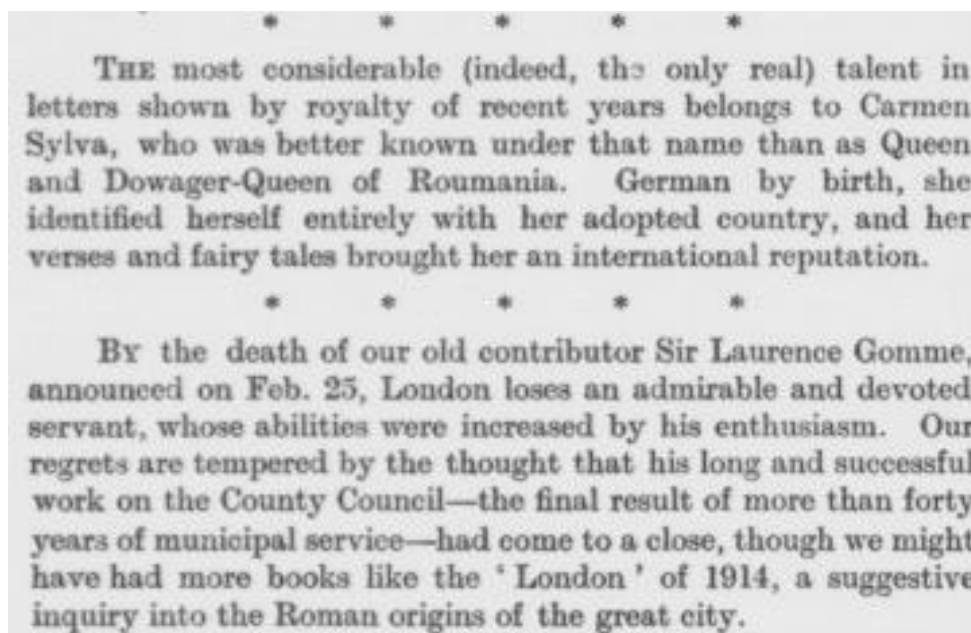 * * * * *
THE most considerable (indeed, the only real) talent in
letters shown by royalty of recent years belongs to Carmen
Sylva, who was better known under that name than as Queen
and Dowager-Queen of Roumania. German by birth, she
identified herself entirely with her adopted country, and her
verses and fairy tales brought her an international reputation.
* * * * *
BY the death of our old contributor Sir Laurence Gomme,
announced on Feb. 25, London loses an admirable and devoted
servant, whose abilities were increased by his enthusiasm. Our
regrets are tempered by the thought that his long and successful
work on the County Council—the final result of more than forty
years of municipal service—had come to a close, though we might
have had more books like the ‘ London ’ of 1914, a suggestive
inquiry into the Roman origins of the great city.